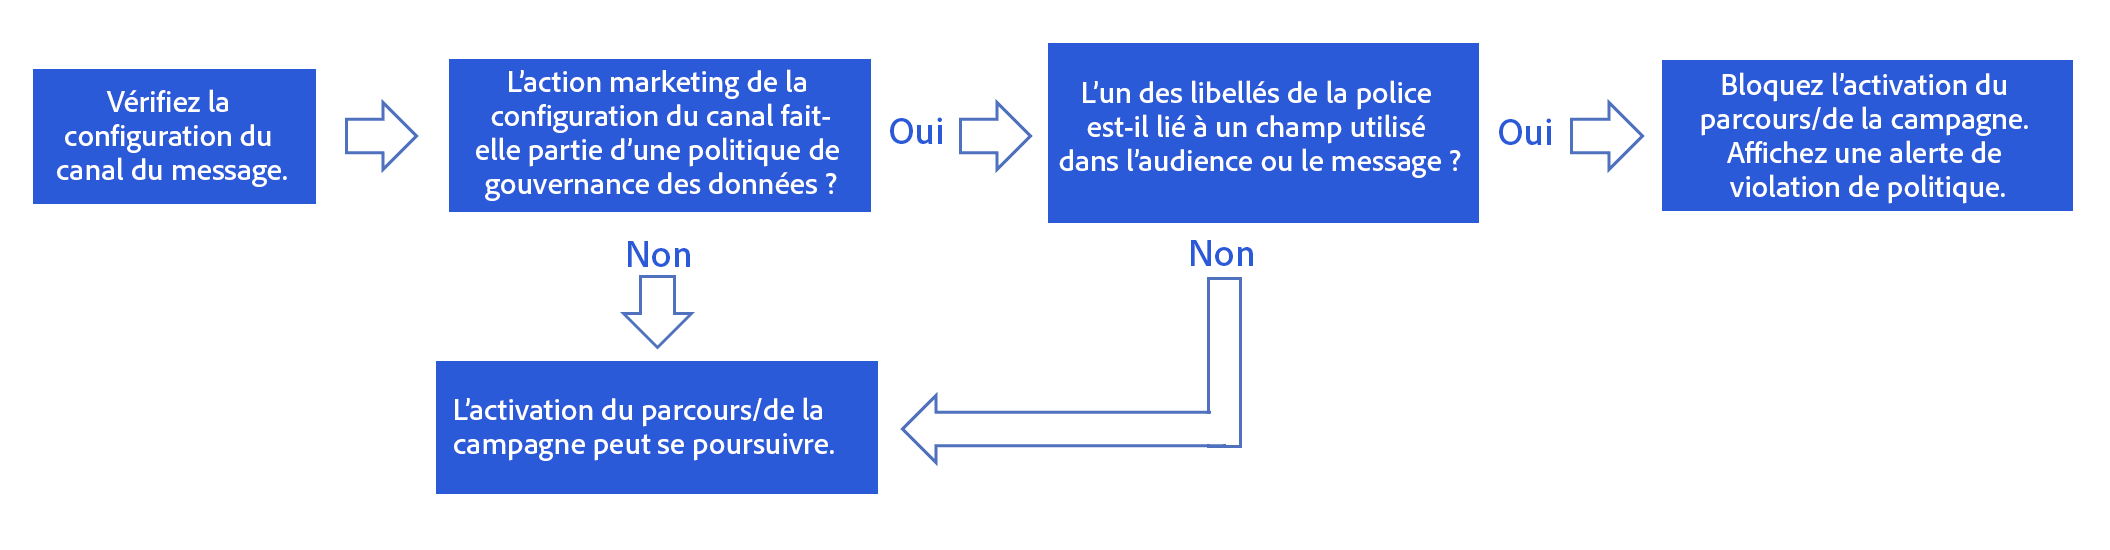 Vérifiez la
configuration du
canal du message.
L’action marketing de la
configuration du canal fait-
elle partie d’une politique de
gouvernance des données ?
Oui
L’un des libellés de la police
est-il lié à un champ utilisé
dans l’audience ou le message ?
Oui
Bloquez l’activation du
parcours/de la campagne.
Affichez une alerte de
violation de politique.
Non
Non
L’activation du parcours/de la
campagne peut se poursuivre.